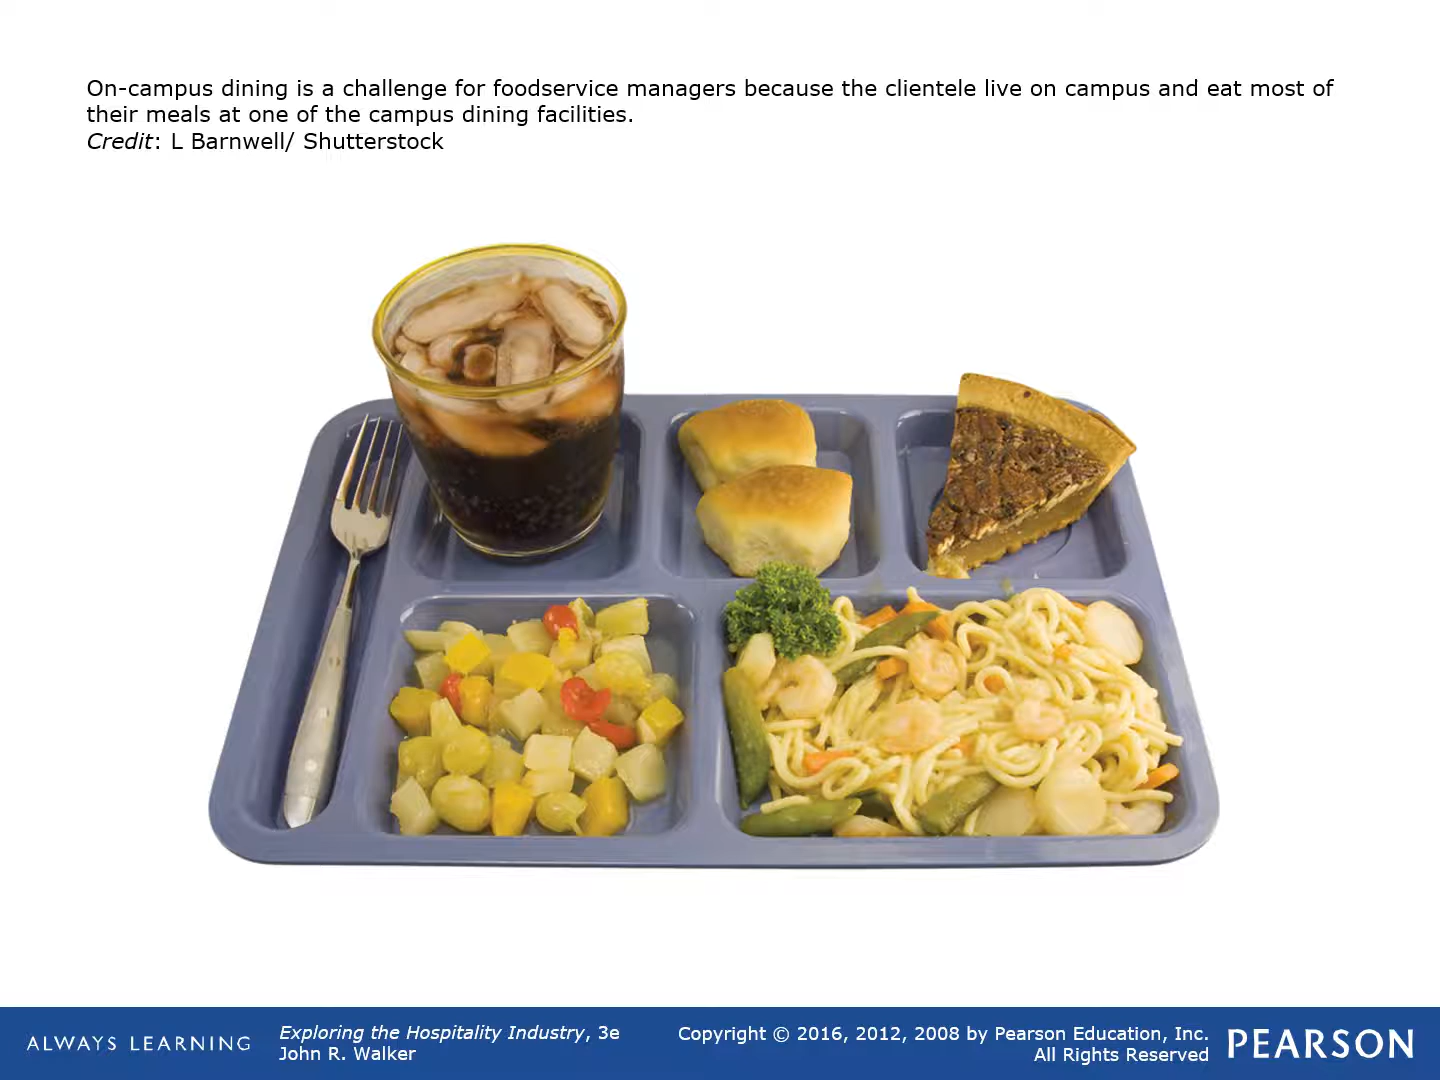 On-campus dining is a challenge for foodservice managers because the clientele live on campus and eat most of
their meals at one of the campus dining facilities.
Credit: L Barnwell/ Shutterstock
ALWAYS LEARNING
Exploring the Hospitality Industry, 3e
John R. Walker
Copyright © 2016, 2012, 2008 by Pearson Education, Inc.
All Rights Reserved
PEARSON